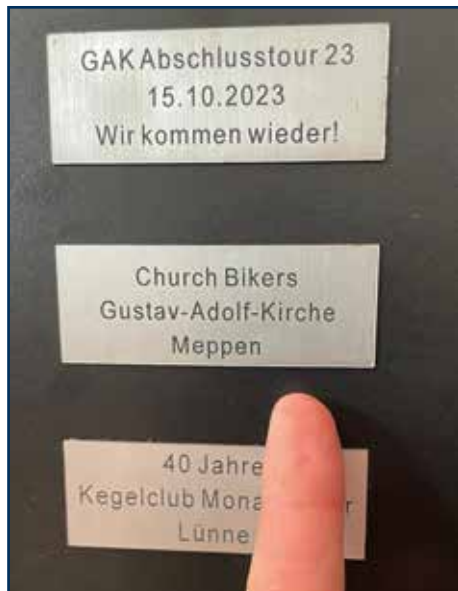 GAK Abschlusstour 23
15.10.2023
Wir kommen wieder!
Church Bikers
Gustav-Adolf-Kirche
Meppen
40 Jahre
Kegelclub
Lünne